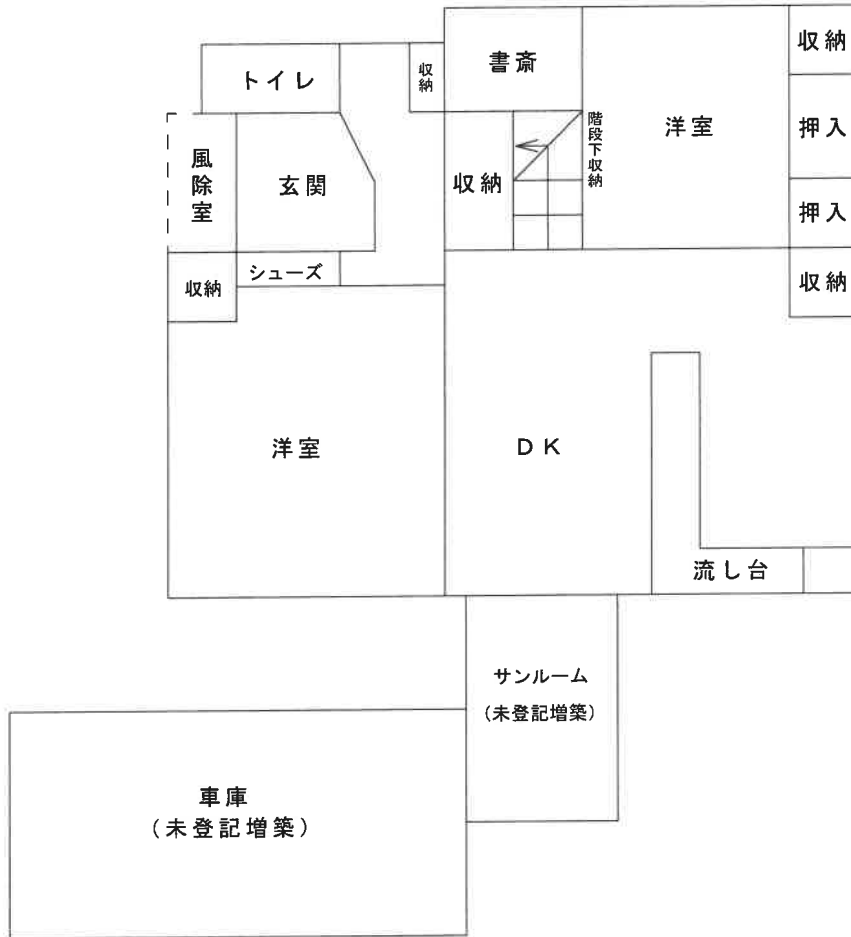 収納
書斎
収納
トイレ
階段下収納
洋室
押入
風除室
玄関
収納
押入
シューズ
収納
収納
洋室
DK
流し台
サンルーム
(未登記増築)
車庫
(未登記増築)